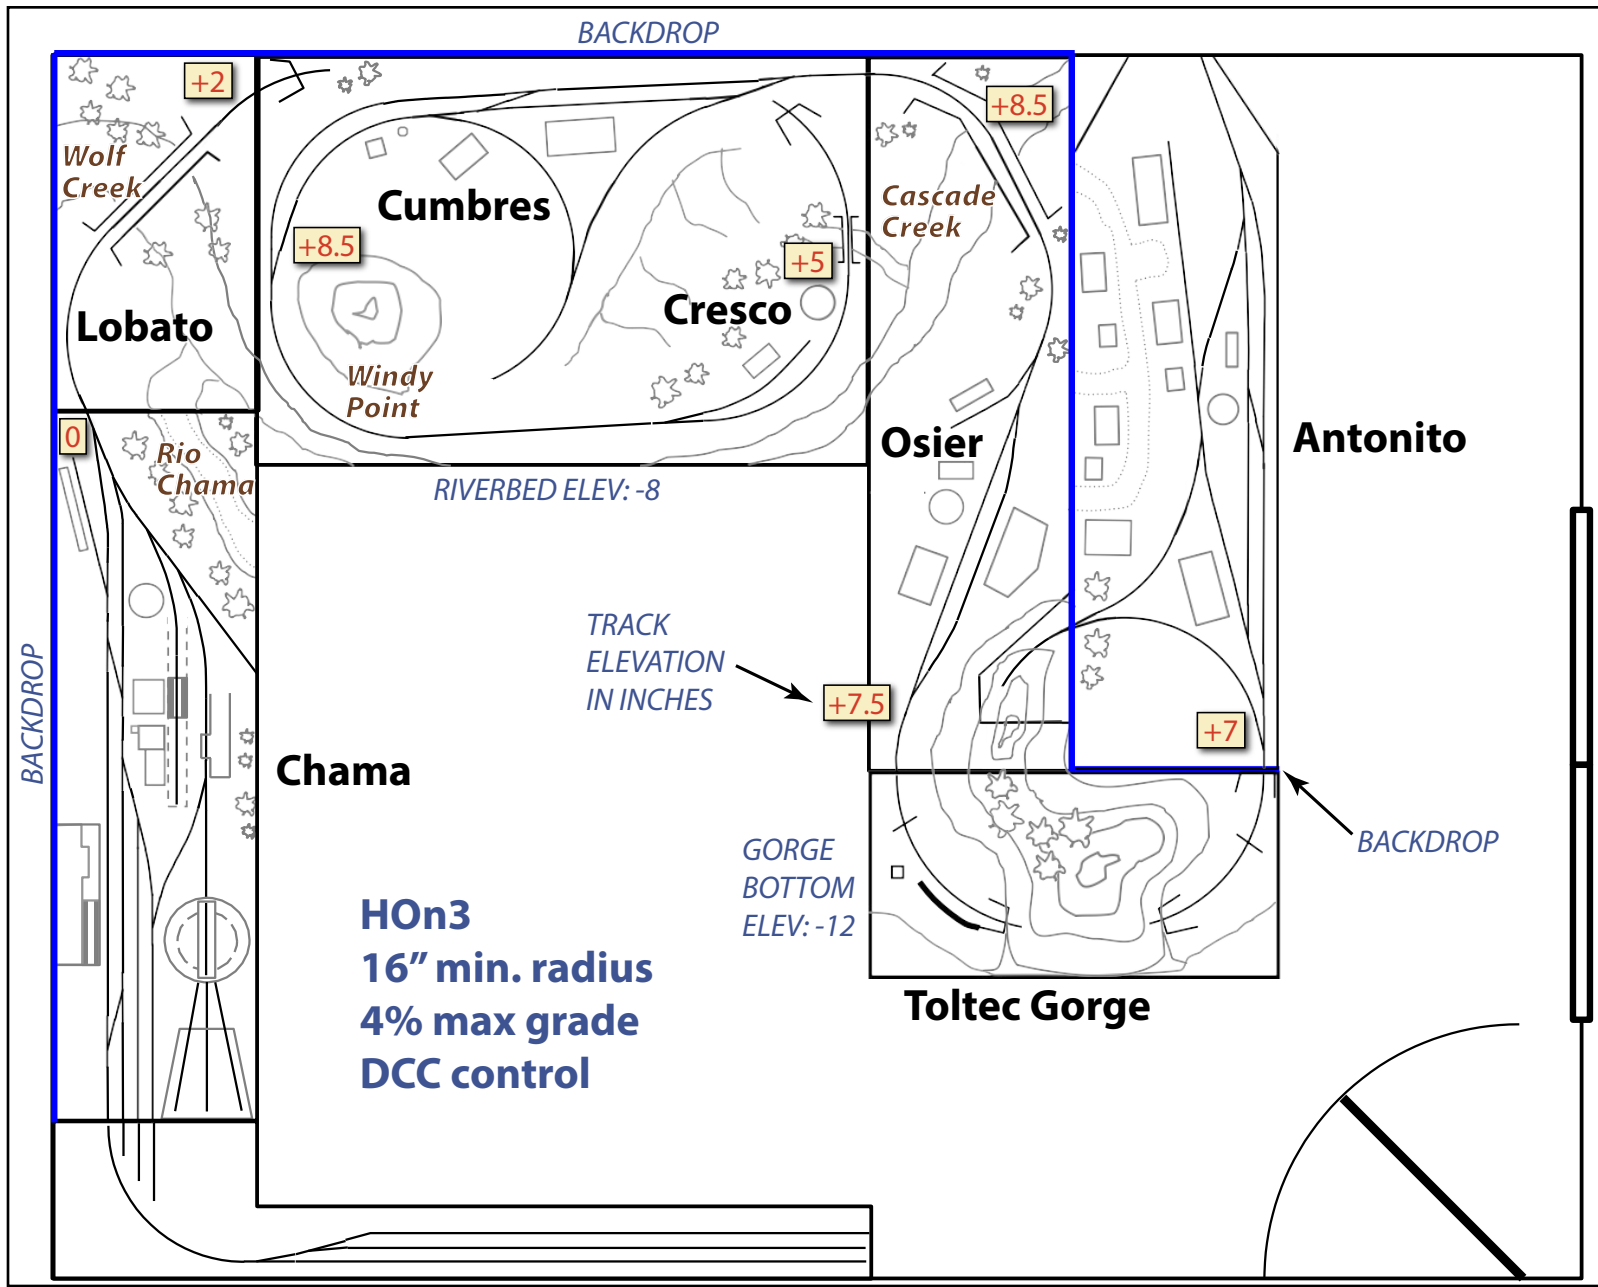 BACKDROP
+2
+8.5
Wolf
Creek
Cumbres
Cascade
Creek
+8.5
+5
Lobato
Cresco
Windy
Point
0
Rio
Chama
Osier
Antonito
RIVERBED ELEV: -8
TRACK
ELEVATION
IN INCHES
+7.5
+7
BACKDROP
Chama
GORGE
BOTTOM
ELEV: -12
BACKDROP
HOn3
16” min. radius
4% max grade
DCC control
Toltec Gorge